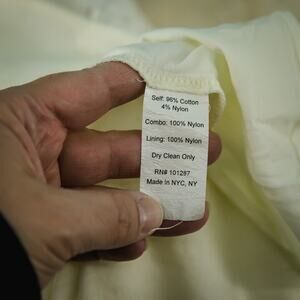 Self: 96% Cotton
4% Nylon
Combo: 100% Nylon
Lining: 100% Nylon
Dry Clean Only
RN# 101287
Made in NYC, NY